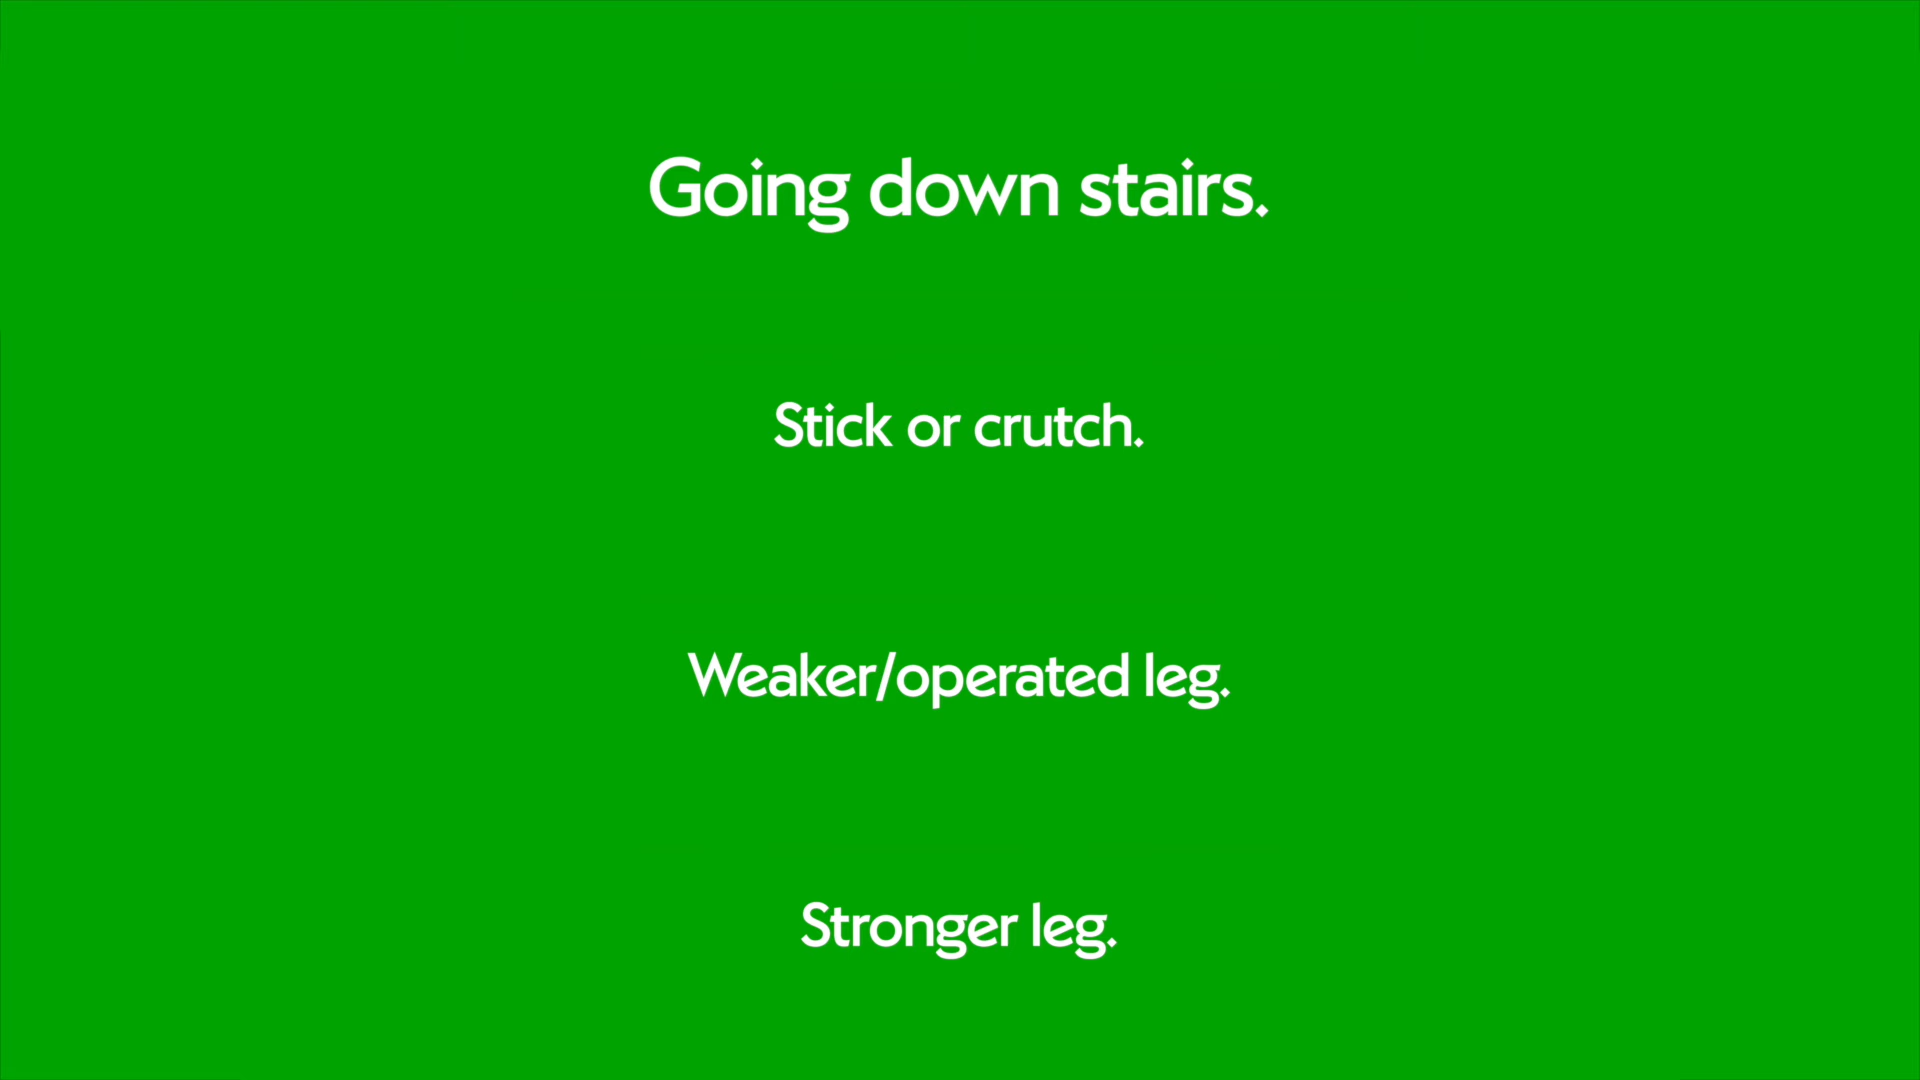 Going down stairs.
Stick or crutch.
Weaker/operated leg.
Stronger leg.